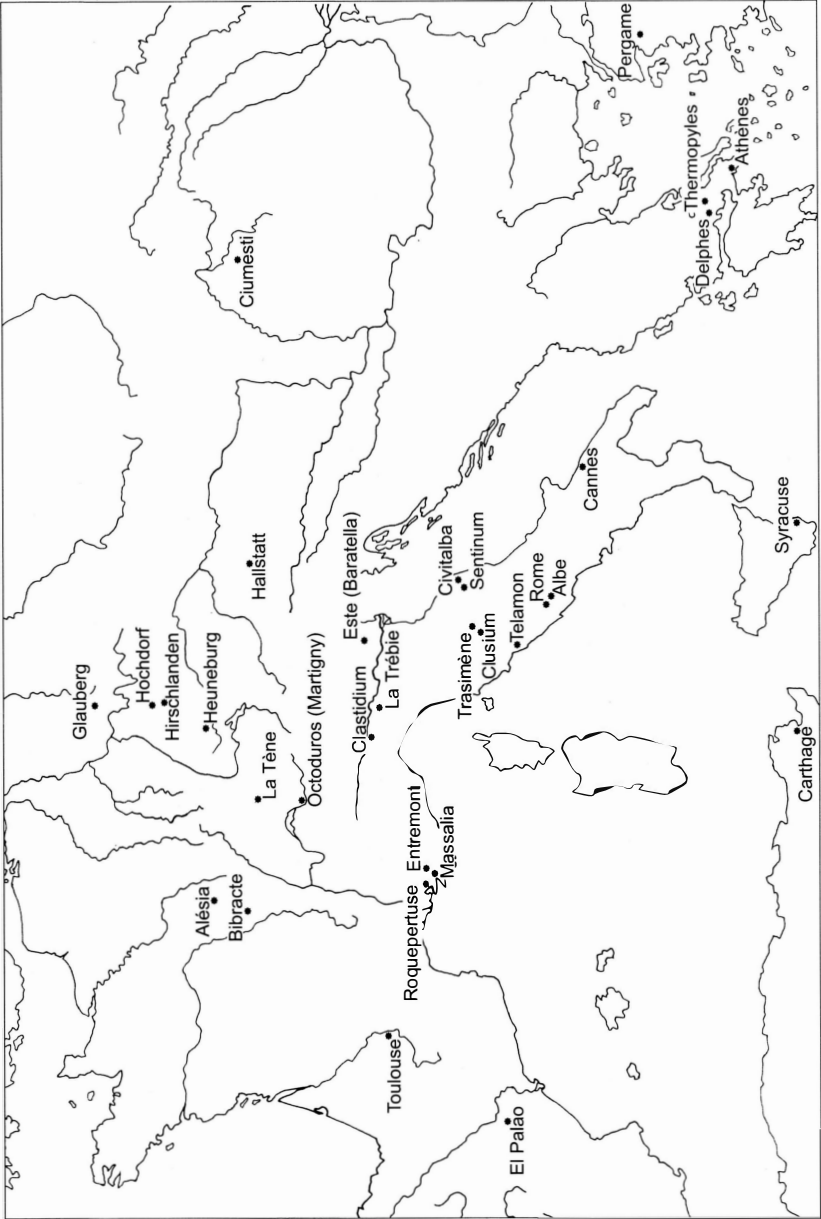 Glauberg
Hochdorf
Hirschlanden
Heuneburg
La Tène
Octoduros (Martigny)
Hallstatt
Ciumesti
Alésia
Bibracte
Este (Baratella)
Clastidium
La Trébie
Civitalba
Sentinum
Trasimène
Clusium
Telamon
Rome
Albe
Cannes
Roquepertuse
Entremont
Massalia
Toulouse
El Palào
Syracuse
Carthage
Pergame
Thermopyles
Delphes
Athènes